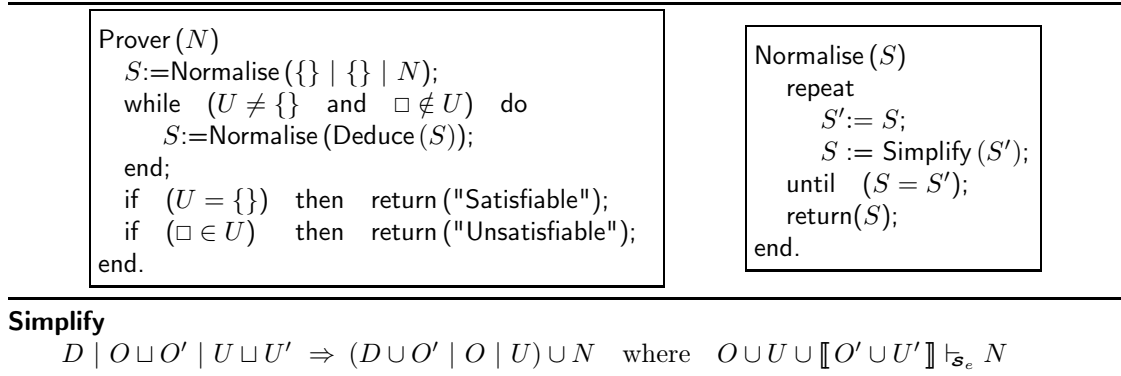 Prover (N)
S:=Normalise ({} | {} | N);
while (U ≠ {} and □ ∉ U) do
S:=Normalise (Deduce (S));
end;
if (U = {}) then return ("Satisfiable");
if (□ ∈ U) then return ("Unsatisfiable");
end.
Normalise (S)
repeat
S′:= S;
S := Simplify (S′);
until (S = S′);
return(S);
end.
Simplify
D | O ⊔ O′ | U ⊔ U′ ⇒ (D ∪ O′ | O | U) ∪ N where O ∪ U ∪ ⟦O′ ∪ U′⟧ ⊢ₛₑ N